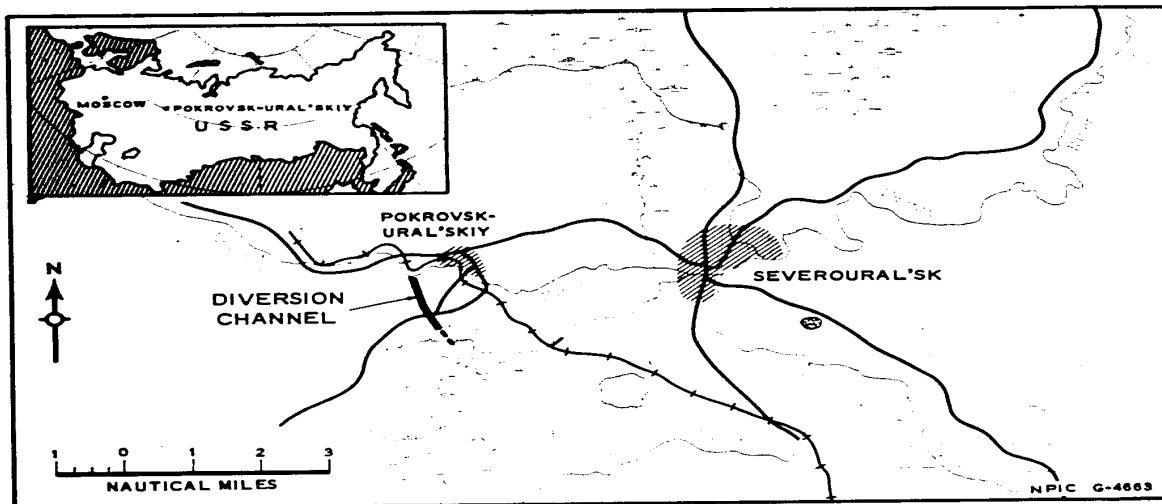 MOSCOW
POKROVSK-URAL'SKIY
U S S R
POKROVSK-
URAL'SKIY
SEVEROURAL'SK
DIVERSION
CHANNEL
N
1 0 1 2 3
NAUTICAL MILES
NPIC G-4663